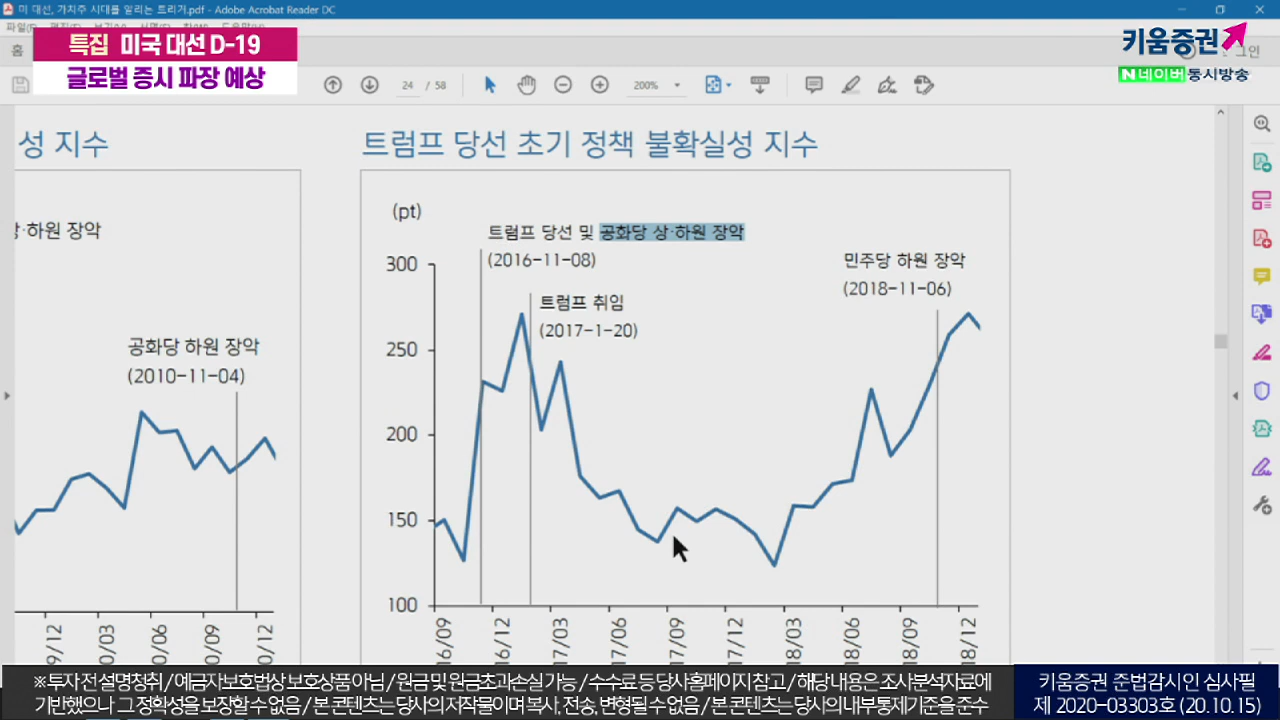 미 대선, 가치주 시대를 알리는 트리거.pdf - Adobe Acrobat Reader DC
특집 미국 대선 D-19
글로벌 증시 파장 예상
키움증권
N 네이버 동시방송
홈
24 / 58
200%
성 지수
하원 장악
공화당 하원 장악
(2010-11-04)
9/12
0/03
0/06
0/09
0/12
트럼프 당선 초기 정책 불확실성 지수
(pt)
트럼프 당선 및 공화당 상·하원 장악
(2016-11-08)
트럼프 취임
(2017-1-20)
민주당 하원 장악
(2018-11-06)
300
250
200
150
100
16/09
16/12
17/03
17/06
17/09
17/12
18/03
18/06
18/09
18/12
※ 투자 전 설명청취 / 예금자보호법상 보호상품 아님 / 원금 및 원금초과손실 가능 / 수수료 등 당사 홈페이지 참고 / 해당 내용은 조사분석자료에
기반했으나 그 정확성을 보장할 수 없음 / 본 콘텐츠는 당사의 저작물이며 복사, 전송, 변형될 수 없음 / 본 콘텐츠는 당사의 내부통제기준을 준수
키움증권 준법감시인 심사필
제 2020-03303호 (20.10.15)